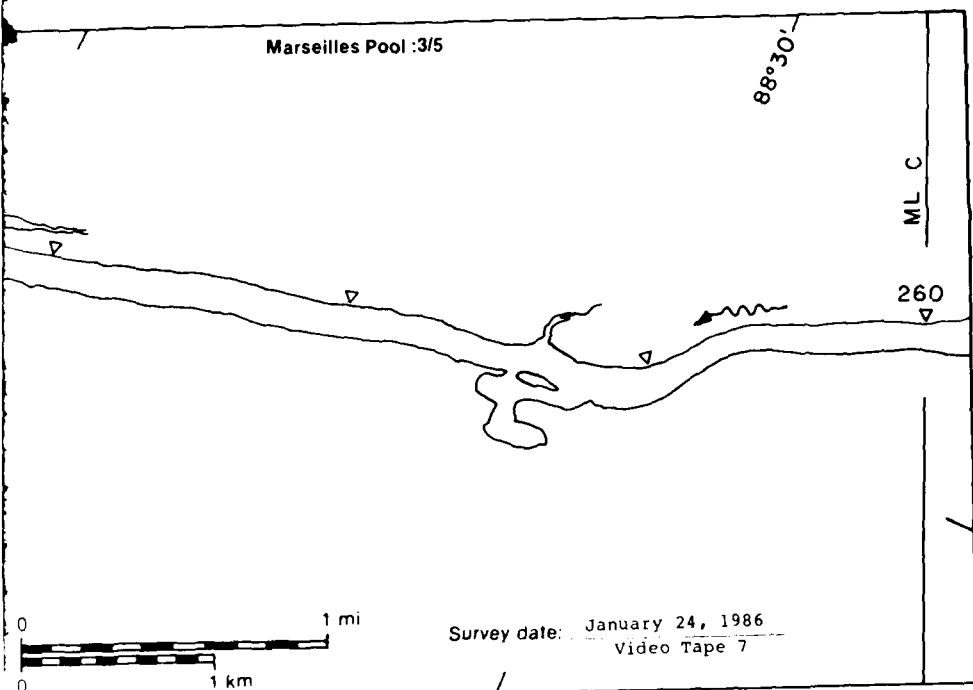 Marseilles Pool :3/5
88°30'
ML C
260
0 1 mi
0 1 km
Survey date: January 24, 1986
Video Tape 7